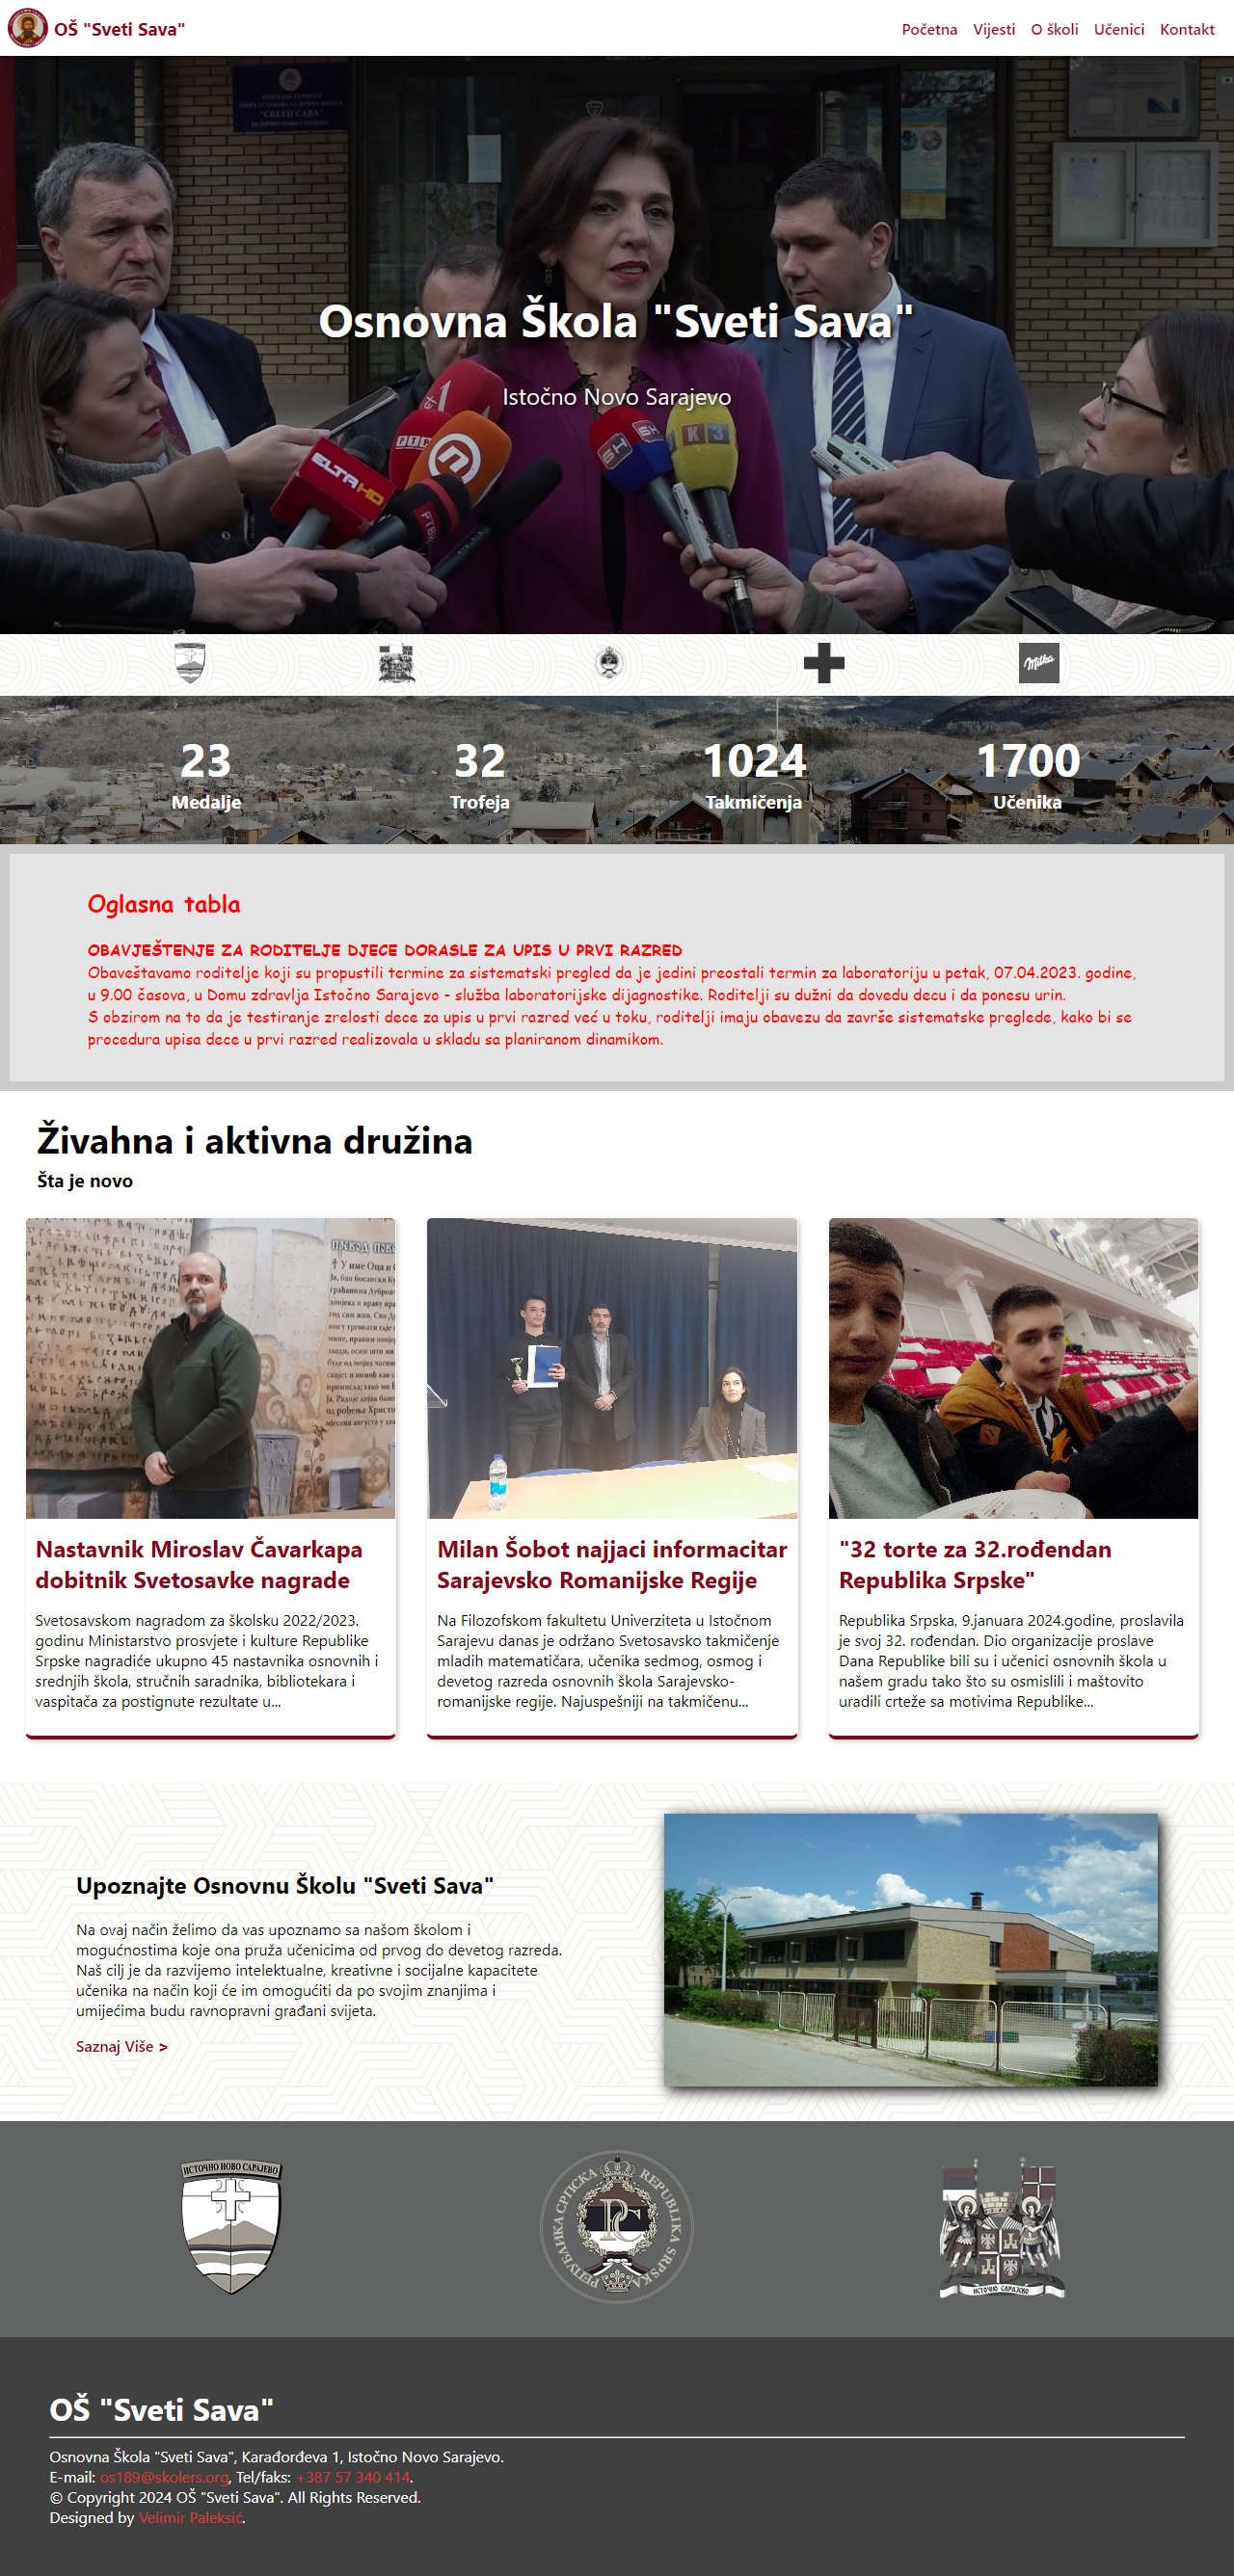 OŠ "Sveti Sava"
Početna Vijesti O školi Učenici Kontakt
РЕПУБЛИКА СРПСКА
"СВЕТИ САВА"
ELTA HD
RTRS
SH
SH
K3
Osnovna Škola "Sveti Sava"
Istočno Novo Sarajevo
Milka
23
Medalje
32
Trofeja
1024
Takmičenja
1700
Učenika
Oglasna tabla
OBAVJEŠTENJE ZA RODITELJE DJECE DORASLE ZA UPIS U PRVI RAZRED
Obaveštavamo roditelje koji su propustili termine za sistematski pregled da je jedini preostali termin za laboratoriju u petak, 07.04.2023. godine,
u 9.00 časova, u Domu zdravlja Istočno Sarajevo - služba laboratorijske dijagnostike. Roditelji su dužni da dovedu decu i da ponesu urin.
S obzirom na to da je testiranje zrelosti dece za upis u prvi razred već u toku, roditelji imaju obavezu da završe sistematske preglede, kako bi se
procedura upisa dece u prvi razred realizovala u skladu sa planiranom dinamikom.
Živahna i aktivna družina
Šta je novo
Nastavnik Miroslav Čavarkapa
dobitnik Svetosavke nagrade
Svetosavskom nagradom za školsku 2022/2023.
godinu Ministarstvo prosvjete i kulture Republike
Srpske nagradiće ukupno 45 nastavnika osnovnih i
srednjih škola, stručnih saradnika, bibliotekara i
vaspitača za postignute rezultate u...
Milan Šobot najjaci informacitar
Sarajevsko Romanijske Regije
Na Filozofskom fakultetu Univerziteta u Istočnom
Sarajevu danas je održano Svetosavsko takmičenje
mladih matematičara, učenika sedmog, osmog i
devetog razreda osnovnih škola Sarajevsko-
romanijske regije. Najuspešniji na takmičenu...
"32 torte za 32.rođendan
Republika Srpske"
Republika Srpska, 9.januara 2024.godine, proslavila
je svoj 32. rođendan. Dio organizacije proslave
Dana Republike bili su i učenici osnovnih škola u
našem gradu tako što su osmislili i maštovito
uradili crteže sa motivima Republike...
Upoznajte Osnovnu Školu "Sveti Sava"
Na ovaj način želimo da vas upoznamo sa našom školom i
mogućnostima koje ona pruža učenicima od prvog do devetog razreda.
Naš cilj je da razvijemo intelektualne, kreativne i socijalne kapacitete
učenika na način koji će im omogućiti da po svojim znanjima i
umijećima budu ravnopravni građani svijeta.
Saznaj Više >
ИСТОЧНО НОВО САРАЈЕВО
РЕПУБЛИКА СРПСКА REPUBLIKA SRPSKA
РС
ИСТОЧНО САРАЈЕВО
OŠ "Sveti Sava"
Osnovna Škola "Sveti Sava", Karađorđeva 1, Istočno Novo Sarajevo.
E-mail: os189@skolers.org, Tel/faks: +387 57 340 414.
© Copyright 2024 OŠ "Sveti Sava". All Rights Reserved.
Designed by Velimir Paleksić.